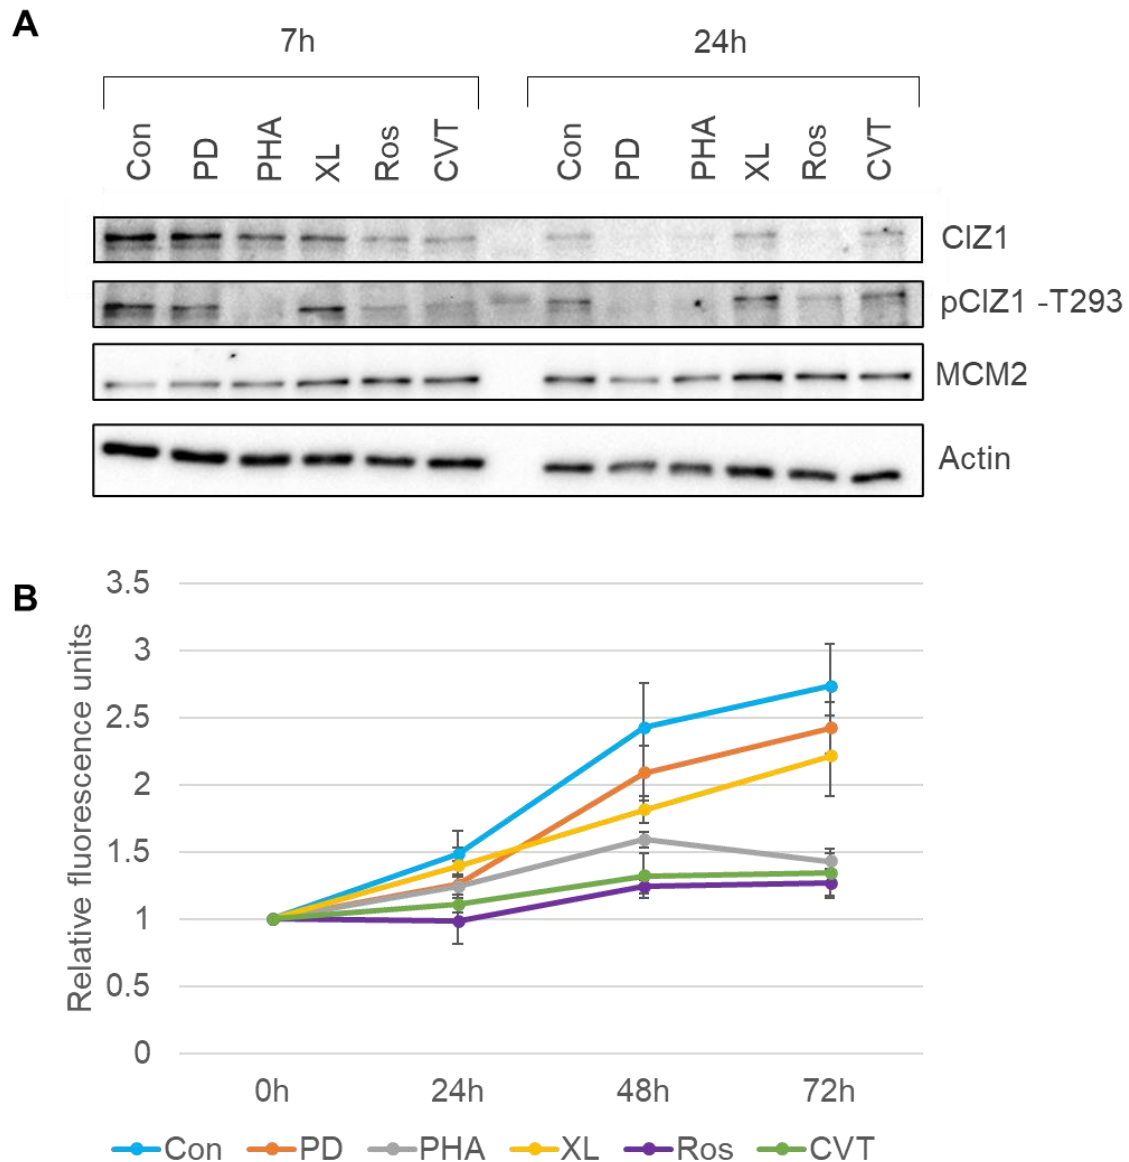 A
7h 24h
Con PD PHA XL Ros CVT Con PD PHA XL Ros CVT
CIZ1
pCIZ1 -T293
MCM2
Actin
B
Relative fluorescence units
3.5
3
2.5
2
1.5
1
0.5
0
0h 24h 48h 72h
Con PD PHA XL Ros CVT